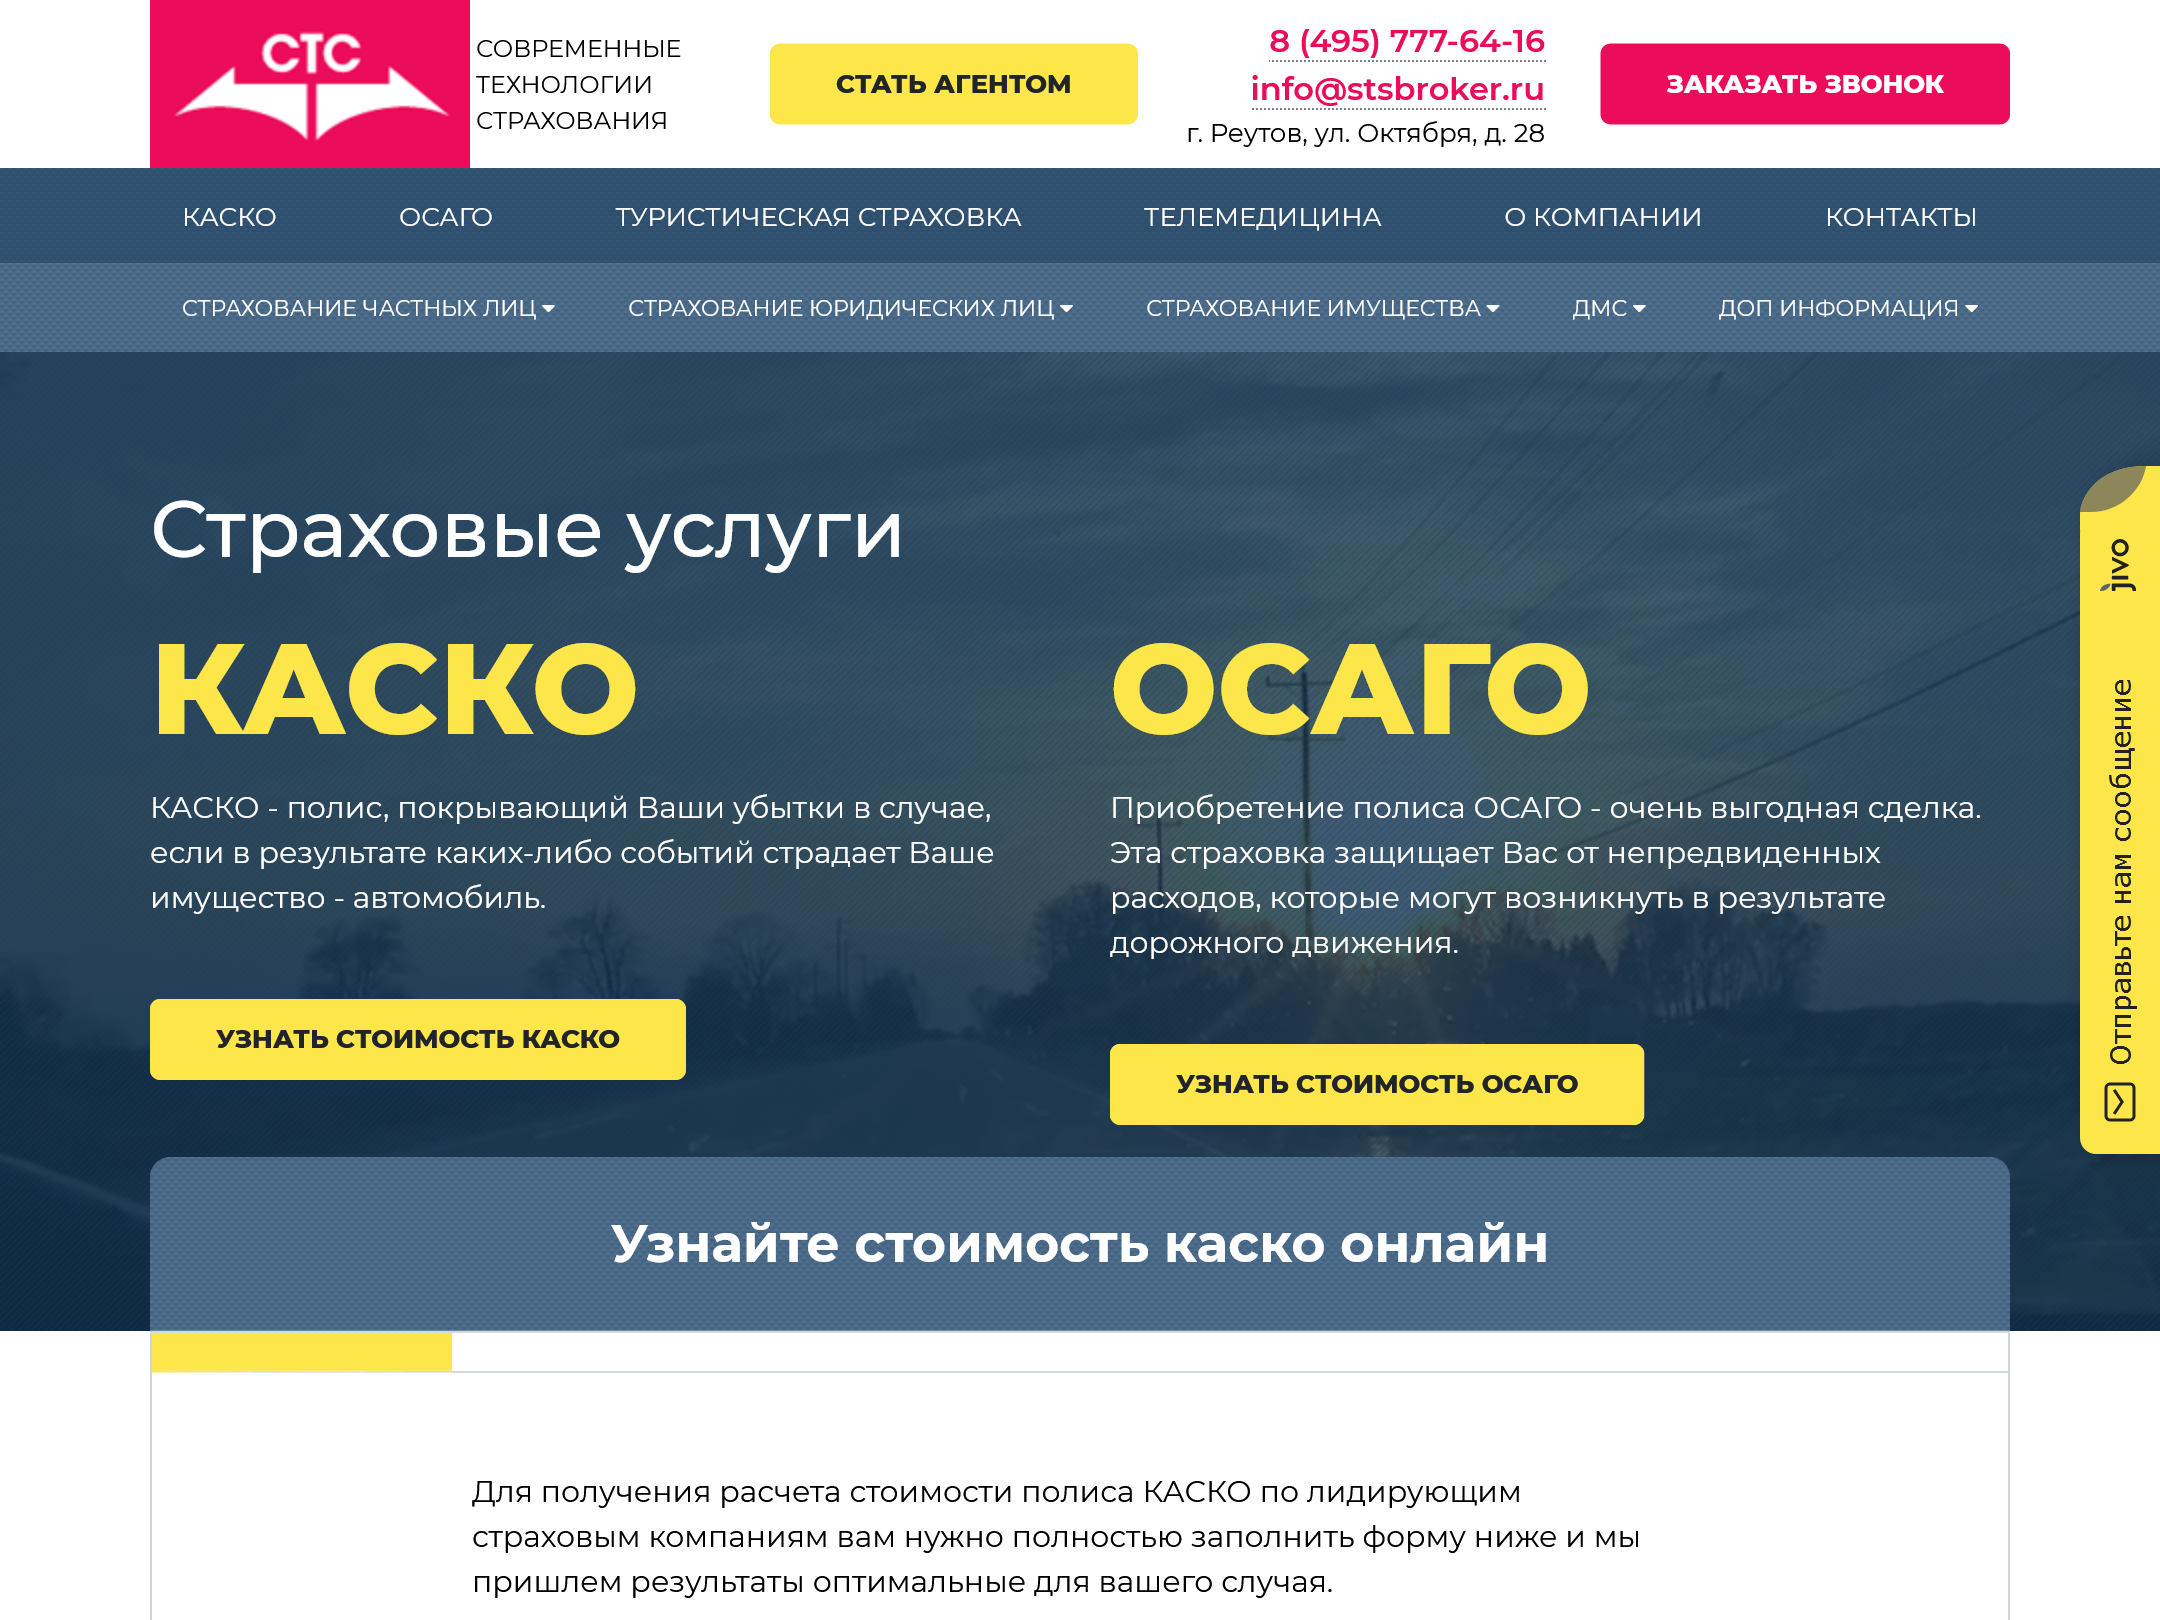 СТС
СОВРЕМЕННЫЕ
ТЕХНОЛОГИИ
СТРАХОВАНИЯ
СТАТЬ АГЕНТОМ
8 (495) 777-64-16
info@stsbroker.ru
г. Реутов, ул. Октября, д. 28
ЗАКАЗАТЬ ЗВОНОК
КАСКО ОСАГО ТУРИСТИЧЕСКАЯ СТРАХОВКА ТЕЛЕМЕДИЦИНА О КОМПАНИИ КОНТАКТЫ
СТРАХОВАНИЕ ЧАСТНЫХ ЛИЦ СТРАХОВАНИЕ ЮРИДИЧЕСКИХ ЛИЦ СТРАХОВАНИЕ ИМУЩЕСТВА ДМС ДОП ИНФОРМАЦИЯ
Страховые услуги
КАСКО
КАСКО - полис, покрывающий Ваши убытки в случае,
если в результате каких-либо событий страдает Ваше
имущество - автомобиль.
УЗНАТЬ СТОИМОСТЬ КАСКО
ОСАГО
Приобретение полиса ОСАГО - очень выгодная сделка.
Эта страховка защищает Вас от непредвиденных
расходов, которые могут возникнуть в результате
дорожного движения.
УЗНАТЬ СТОИМОСТЬ ОСАГО
Отправьте нам сообщение
jivo
Узнайте стоимость каско онлайн
Для получения расчета стоимости полиса КАСКО по лидирующим
страховым компаниям вам нужно полностью заполнить форму ниже и мы
пришлем результаты оптимальные для вашего случая.